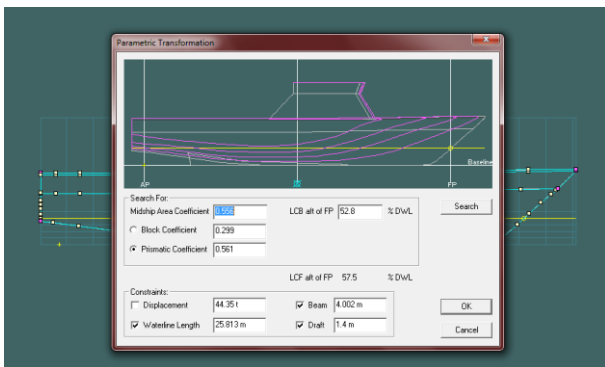 Parametric Transformation
Baseline
AP M FP
Search For:
Midship Area Coefficient 0.556 LCB aft of FP 52.8 % DWL Search
Block Coefficient 0.299
Prismatic Coefficient 0.561
LCF aft of FP 57.5 % DWL
Constraints:
Displacement 44.35 t Beam 4.002 m OK
Waterline Length 25.813 m Draft 1.4 m Cancel